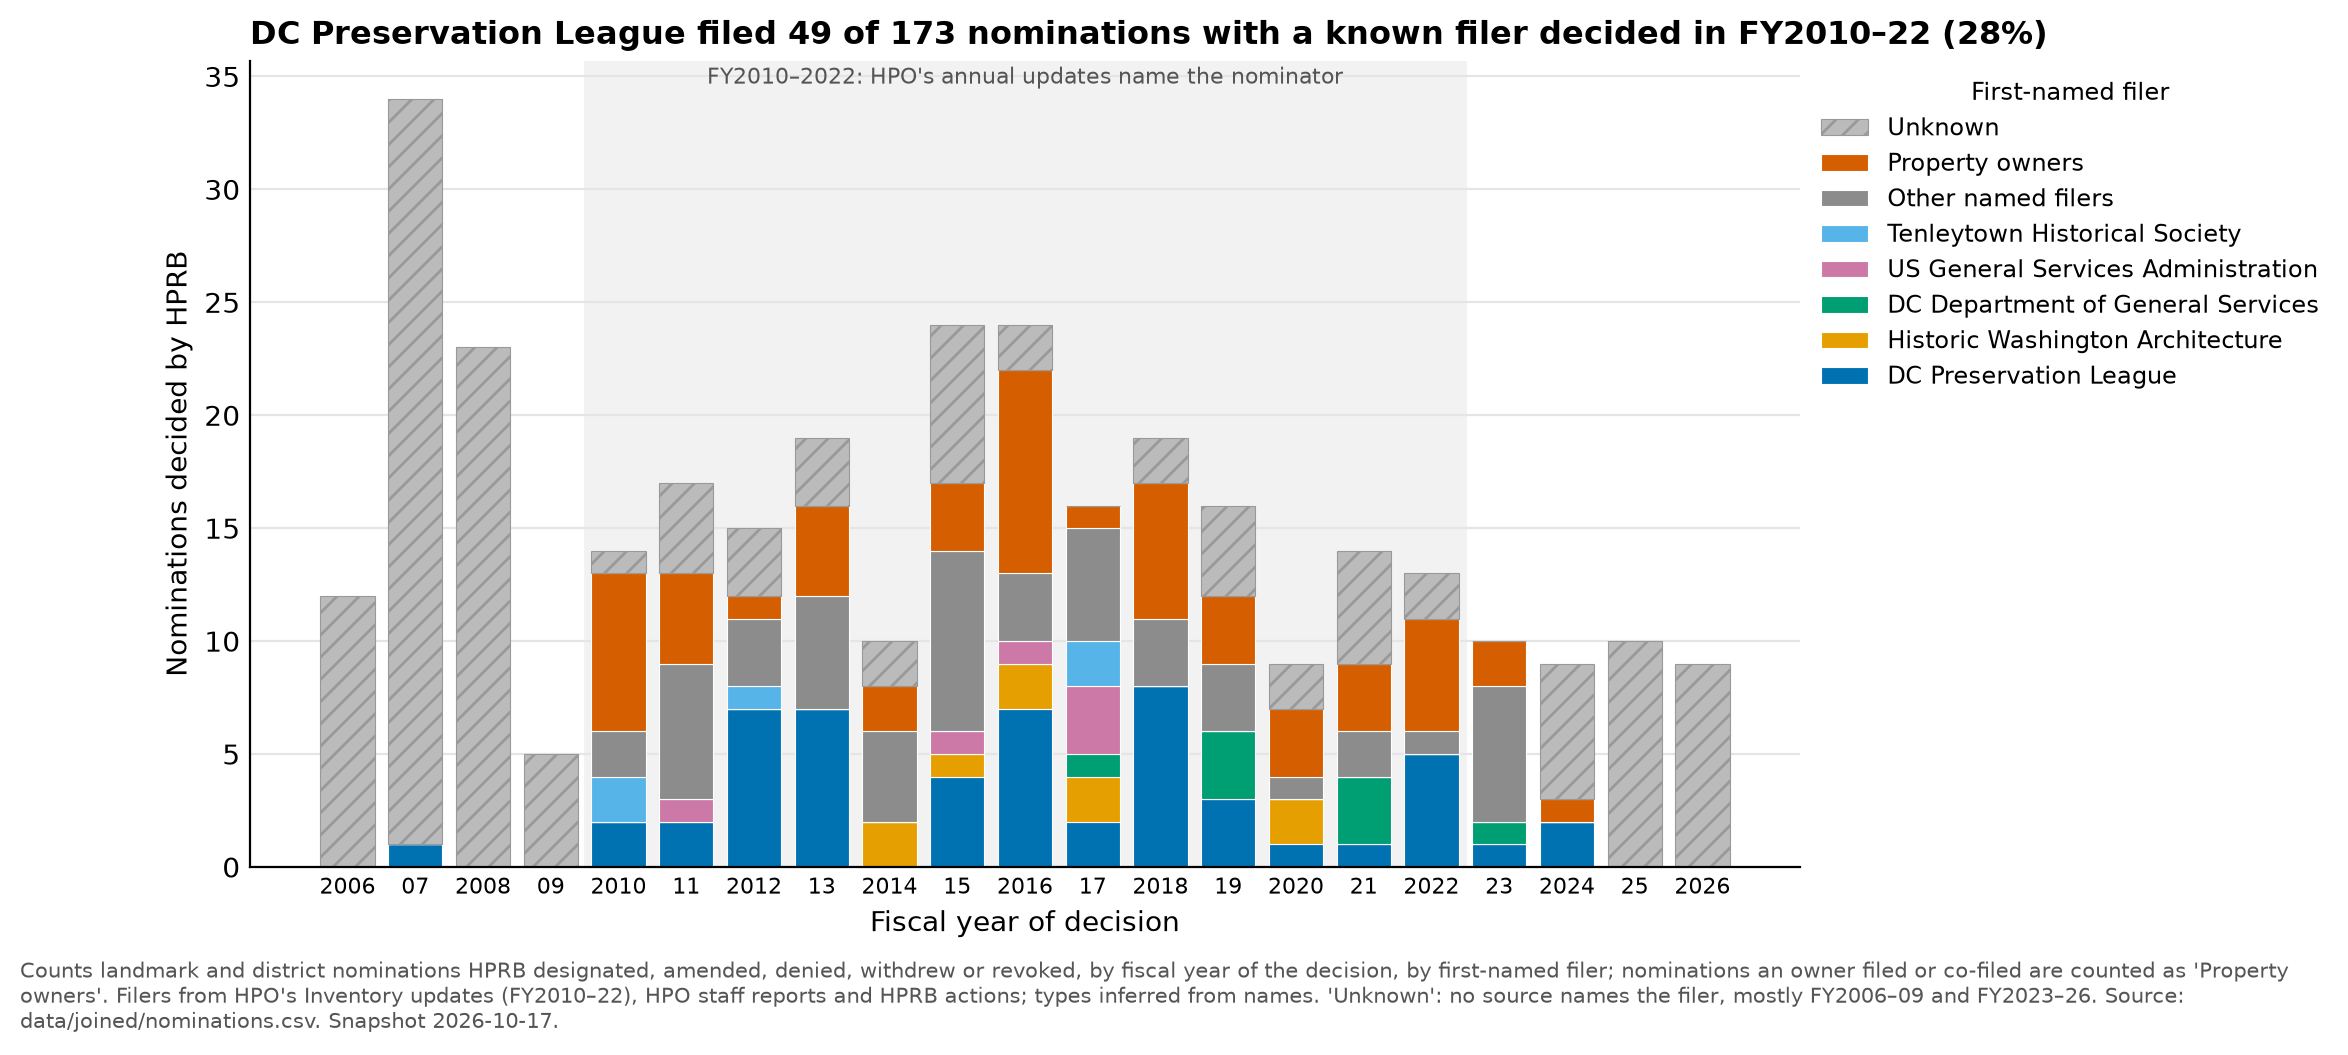 DC Preservation League filed 49 of 173 nominations with a known filer decided in FY2010–22 (28%)
FY2010–2022: HPO's annual updates name the nominator
First-named filer
Unknown
Property owners
Other named filers
Tenleytown Historical Society
US General Services Administration
DC Department of General Services
Historic Washington Architecture
DC Preservation League
Nominations decided by HPRB
35
30
25
20
15
10
5
0
2006 07 2008 09 2010 11 2012 13 2014 15 2016 17 2018 19 2020 21 2022 23 2024 25 2026
Fiscal year of decision
Counts landmark and district nominations HPRB designated, amended, denied, withdrew or revoked, by fiscal year of the decision, by first-named filer; nominations an owner filed or co-filed are counted as 'Property
owners'. Filers from HPO's Inventory updates (FY2010–22), HPO staff reports and HPRB actions; types inferred from names. 'Unknown': no source names the filer, mostly FY2006–09 and FY2023–26. Source:
data/joined/nominations.csv. Snapshot 2026-10-17.